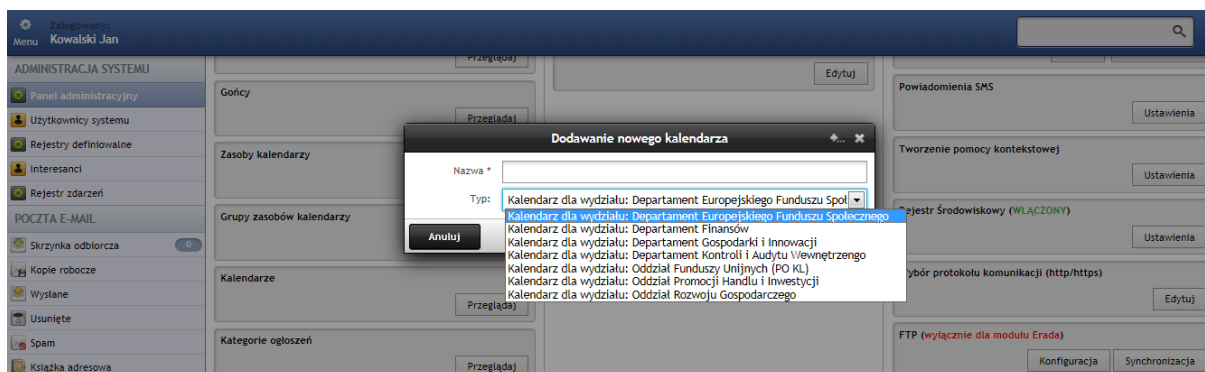 Zalogowany:
Menu Kowalski Jan
ADMINISTRACJA SYSTEMU
Panel administracyjny
Użytkownicy systemu
Rejestry definiowalne
Interesanci
Rejestr zdarzeń
POCZTA E-MAIL
Skrzynka odbiorcza 0
Kopie robocze
Wysłane
Usunięte
Spam
Książka adresowa
Przeglądaj
Gońcy
Przeglądaj
Zasoby kalendarzy
Grupy zasobów kalendarzy
Kalendarze
Przeglądaj
Kategorie ogłoszeń
Przeglądaj
Edytuj
Dodawanie nowego kalendarza
Nazwa *
Typ: Kalendarz dla wydziału: Departament Europejskiego Funduszu Społ
Kalendarz dla wydziału: Departament Europejskiego Funduszu Społecznego
Kalendarz dla wydziału: Departament Finansów
Kalendarz dla wydziału: Departament Gospodarki i Innowacji
Kalendarz dla wydziału: Departament Kontroli i Audytu Wewnętrzengo
Kalendarz dla wydziału: Oddział Funduszy Unijnych (PO KL)
Kalendarz dla wydziału: Oddział Promocji Handlu i Inwestycji
Kalendarz dla wydziału: Oddział Rozwoju Gospodarczego
Anuluj
Powiadomienia SMS
Ustawienia
Tworzenie pomocy kontekstowej
Ustawienia
Rejestr Środowiskowy (WŁĄCZONY)
Ustawienia
Wybór protokołu komunikacji (http/https)
Edytuj
FTP (wyłącznie dla modułu Erada)
Konfiguracja Synchronizacja